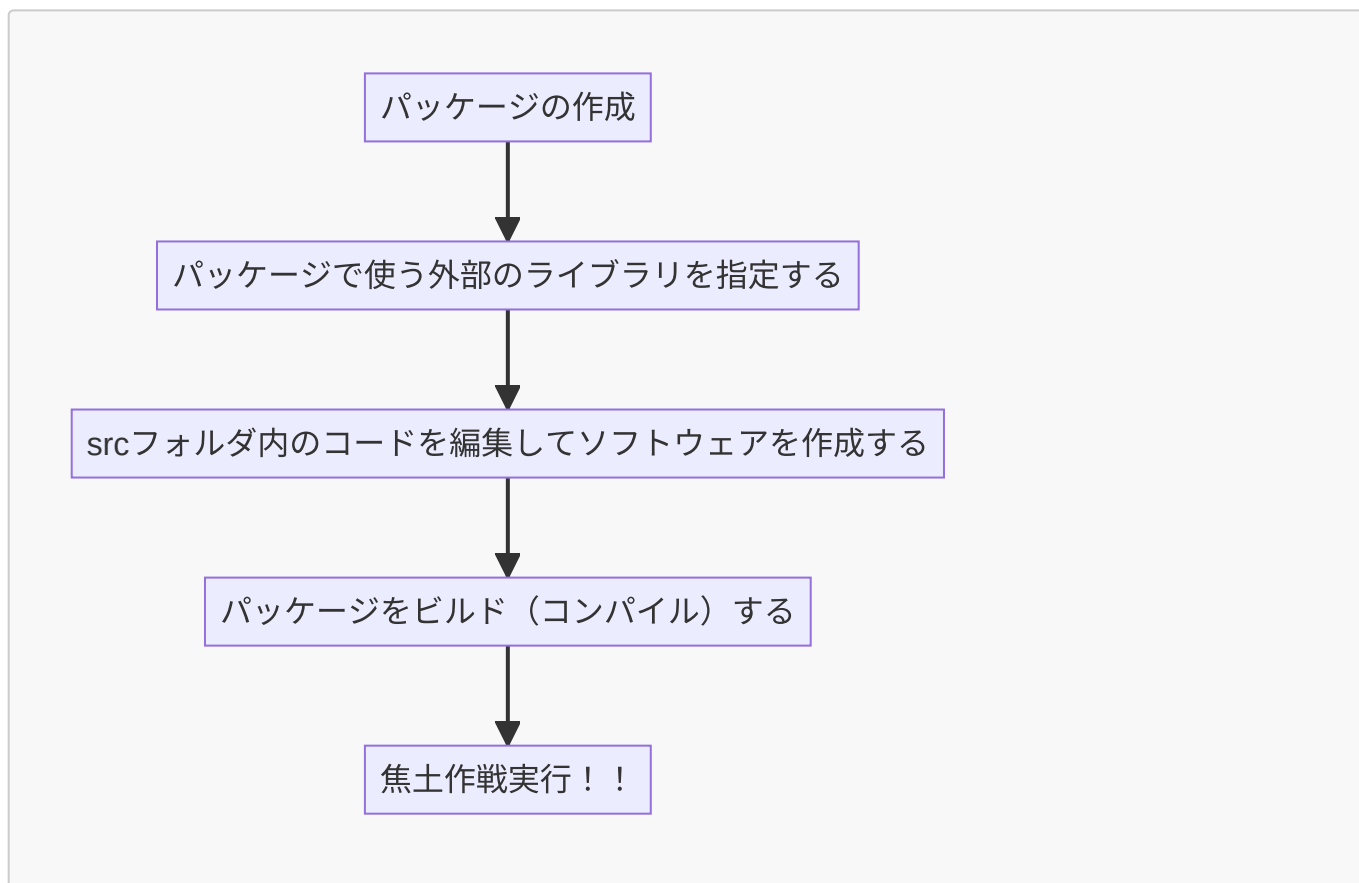 パッケージの作成
パッケージで使う外部のライブラリを指定する
srcフォルダ内のコードを編集してソフトウェアを作成する
パッケージをビルド（コンパイル）する
焦土作戦実行！！